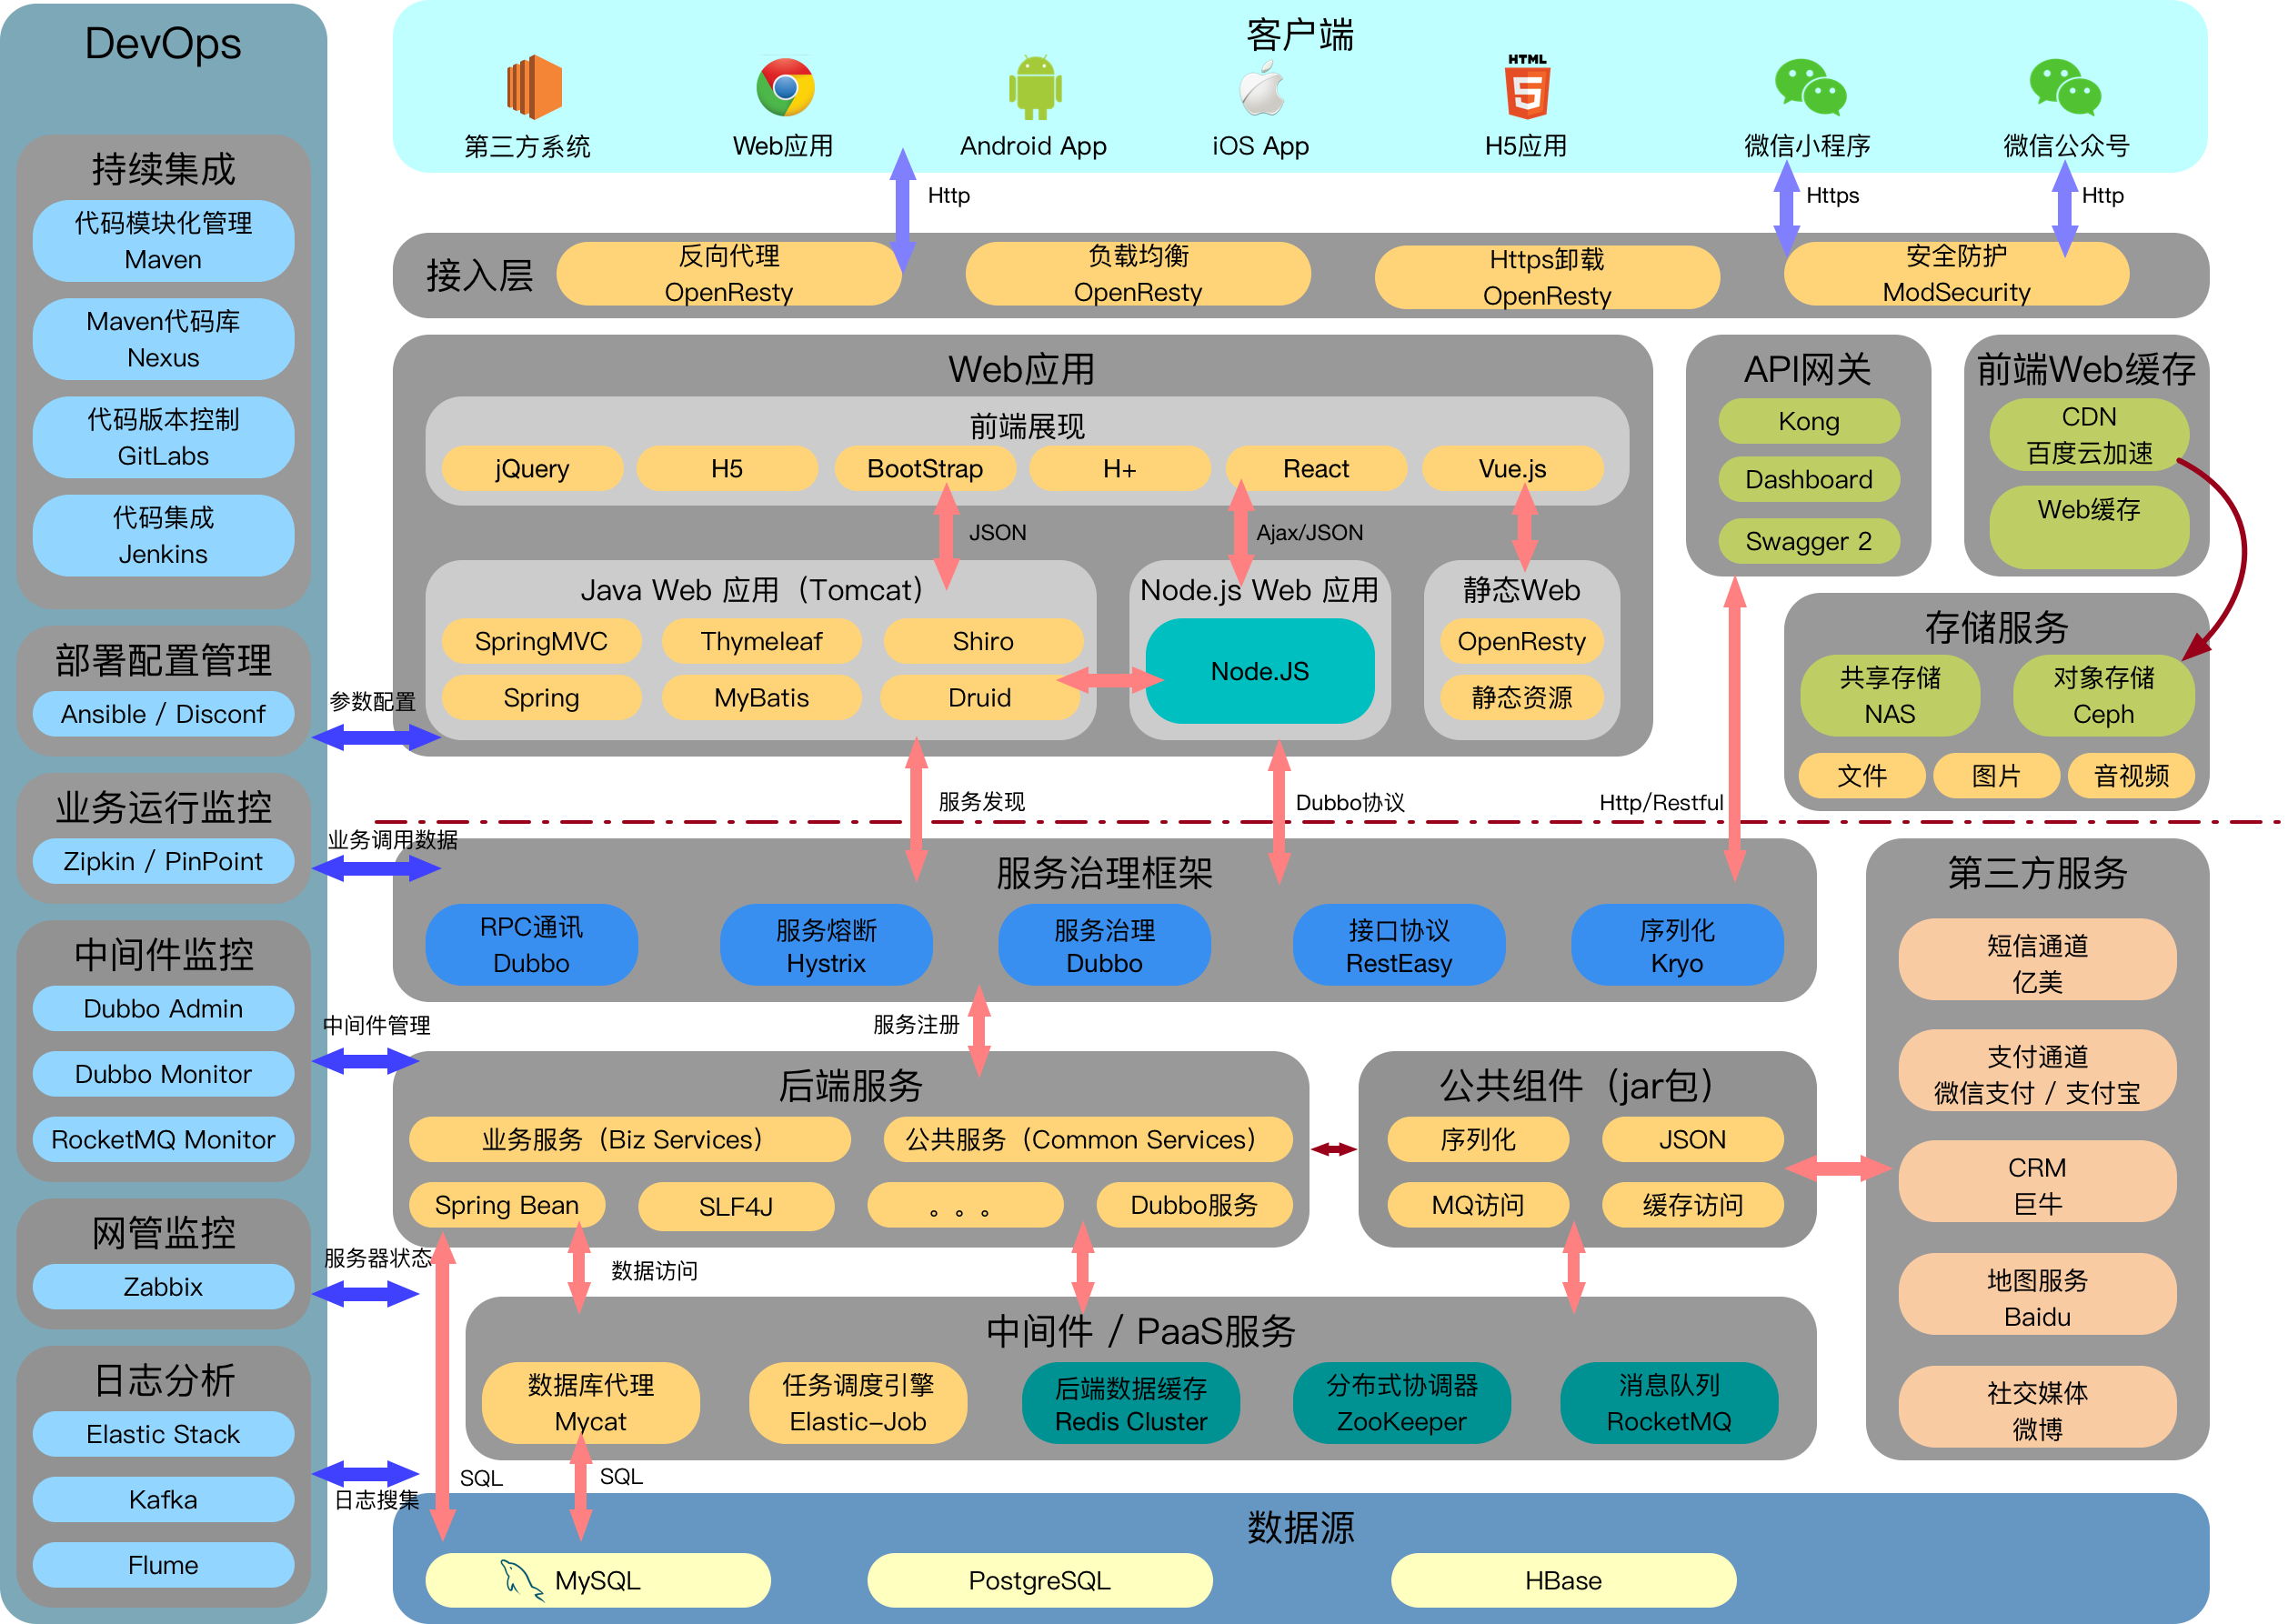 DevOps
持续集成
代码模块化管理
Maven
Maven代码库
Nexus
代码版本控制
GitLabs
代码集成
Jenkins
部署配置管理
Ansible / Disconf
业务运行监控
Zipkin / PinPoint
中间件监控
Dubbo Admin
Dubbo Monitor
RocketMQ Monitor
网管监控
Zabbix
日志分析
Elastic Stack
Kafka
Flume
参数配置
业务调用数据
中间件管理
服务器状态
日志搜集
客户端
第三方系统
Web应用
Android App
iOS App
HTML
5
H5应用
微信小程序
微信公众号
Http
Https
Http
接入层
反向代理
OpenResty
负载均衡
OpenResty
Https卸载
OpenResty
安全防护
ModSecurity
Web应用
前端展现
jQuery
H5
BootStrap
H+
React
Vue.js
JSON
Ajax/JSON
Java Web 应用（Tomcat）
SpringMVC
Thymeleaf
Shiro
Spring
MyBatis
Druid
Node.js Web 应用
Node.JS
静态Web
OpenResty
静态资源
API网关
Kong
Dashboard
Swagger 2
前端Web缓存
CDN
百度云加速
Web缓存
存储服务
共享存储
NAS
对象存储
Ceph
文件
图片
音视频
服务发现
Dubbo协议
Http/Restful
服务治理框架
RPC通讯
Dubbo
服务熔断
Hystrix
服务治理
Dubbo
接口协议
RestEasy
序列化
Kryo
第三方服务
短信通道
亿美
支付通道
微信支付 / 支付宝
CRM
巨牛
地图服务
Baidu
社交媒体
微博
服务注册
后端服务
业务服务（Biz Services）
公共服务（Common Services）
Spring Bean
SLF4J
。。。
Dubbo服务
公共组件（jar包）
序列化
JSON
MQ访问
缓存访问
数据访问
中间件 / PaaS服务
数据库代理
Mycat
任务调度引擎
Elastic-Job
后端数据缓存
Redis Cluster
分布式协调器
ZooKeeper
消息队列
RocketMQ
SQL
SQL
数据源
MySQL
PostgreSQL
HBase